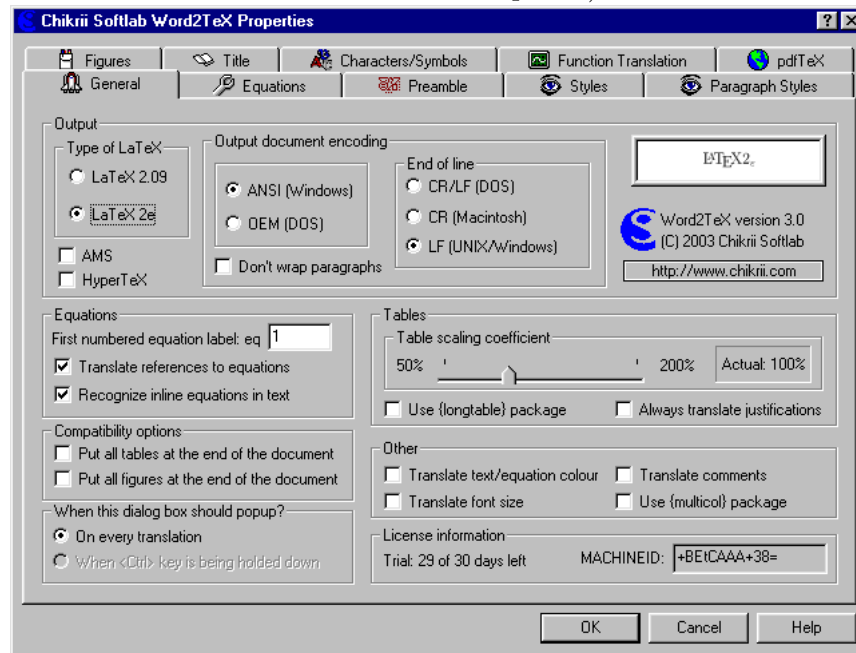 Chikrii Softlab Word2TeX Properties
Figures
Title
Characters/Symbols
Function Translation
pdfTeX
General
Equations
Preamble
Styles
Paragraph Styles
Output
Type of LaTeX
LaTeX 2.09
LaTeX 2e
AMS
HyperTeX
Output document encoding
ANSI (Windows)
OEM (DOS)
Don't wrap paragraphs
End of line
CR/LF (DOS)
CR (Macintosh)
LF (UNIX/Windows)
LATEX2ε
Word2TeX version 3.0
(C) 2003 Chikrii Softlab
http://www.chikrii.com
Equations
First numbered equation label: eq 1
Translate references to equations
Recognize inline equations in text
Tables
Table scaling coefficient
50% 200% Actual: 100%
Use {longtable} package
Always translate justifications
Compatibility options
Put all tables at the end of the document
Put all figures at the end of the document
Other
Translate text/equation colour
Translate comments
Translate font size
Use {multicol} package
When this dialog box should popup?
On every translation
When <Ctrl> key is being holded down
License information
Trial: 29 of 30 days left
MACHINEID: +BEtCAAA+38=
OK
Cancel
Help